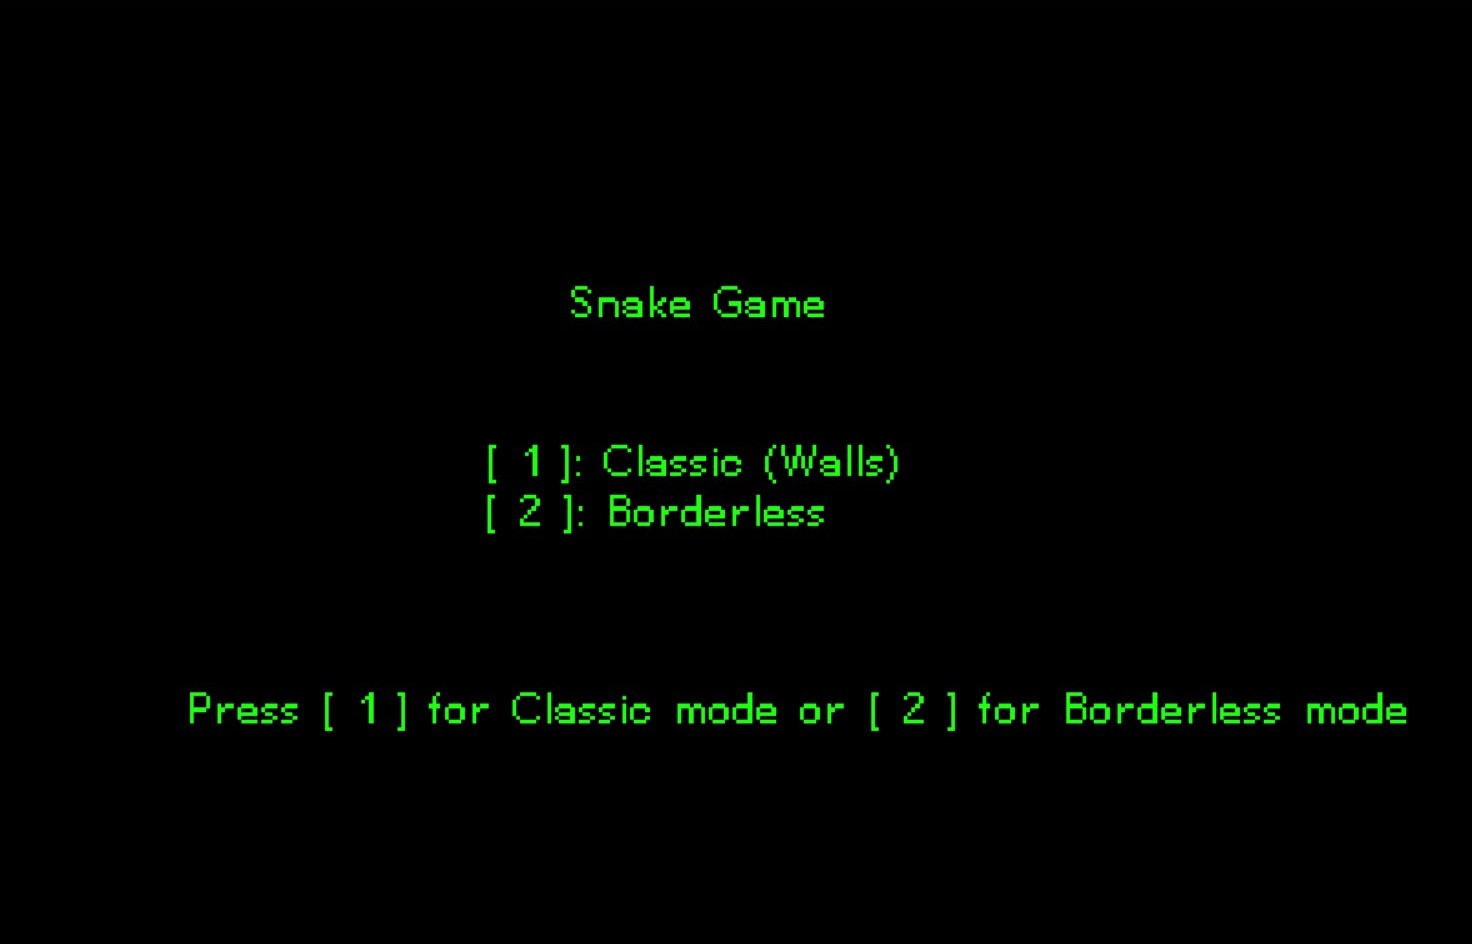 Snake Game
[ 1 ]: Classic (Walls)
[ 2 ]: Borderless
Press [ 1 ] for Classic mode or [ 2 ] for Borderless mode